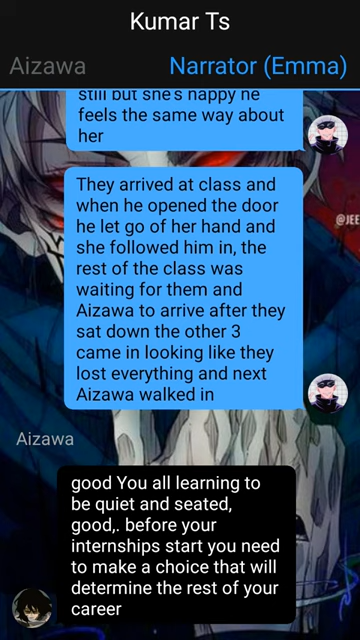 Kumar Ts
Aizawa
Narrator (Emma)
still but she's happy he
feels the same way about
her
They arrived at class and
when he opened the door
he let go of her hand and
she followed him in, the
rest of the class was
waiting for them and
Aizawa to arrive after they
sat down the other 3
came in looking like they
lost everything and next
Aizawa walked in
@JEE
Aizawa
good You all learning to
be quiet and seated,
good,. before your
internships start you need
to make a choice that will
determine the rest of your
career